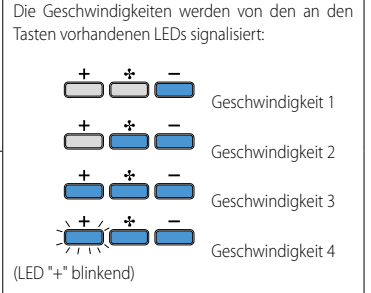 Die Geschwindigkeiten werden von den an den
Tasten vorhandenen LEDs signalisiert:
+ –
Geschwindigkeit 1
+ –
Geschwindigkeit 2
+ –
Geschwindigkeit 3
+ –
Geschwindigkeit 4
(LED "+" blinkend)